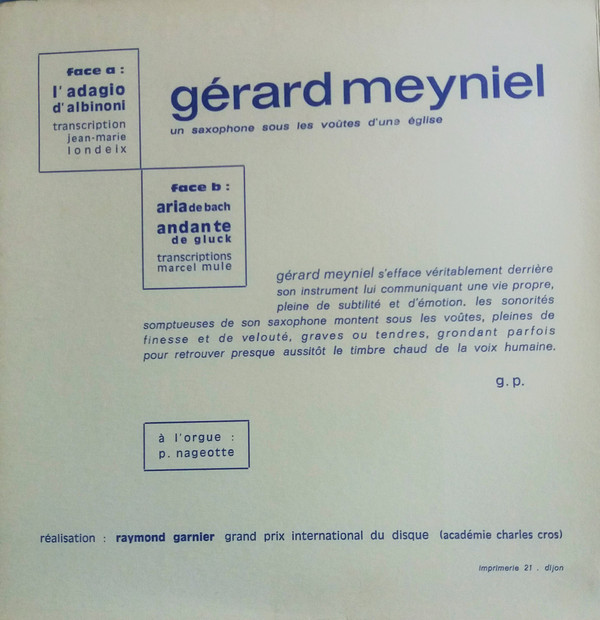 face a :
l'adagio
d'albinoni
transcription
jean-marie
londeix
gérard meyniel
un saxophone sous les voûtes d'une église
face b :
aria de bach
andante
de gluck
transcriptions
marcel mule
gérard meyniel s'efface véritablement derrière
son instrument lui communiquant une vie propre,
pleine de subtilité et d'émotion. les sonorités
somptueuses de son saxophone montent sous les voûtes, pleines de
finesse et de velouté, graves ou tendres, grondant parfois
pour retrouver presque aussitôt le timbre chaud de la voix humaine.
g.p.
à l'orgue :
p. nageotte
réalisation : raymond garnier grand prix international du disque (académie charles cros)
imprimerie 21 . dijon